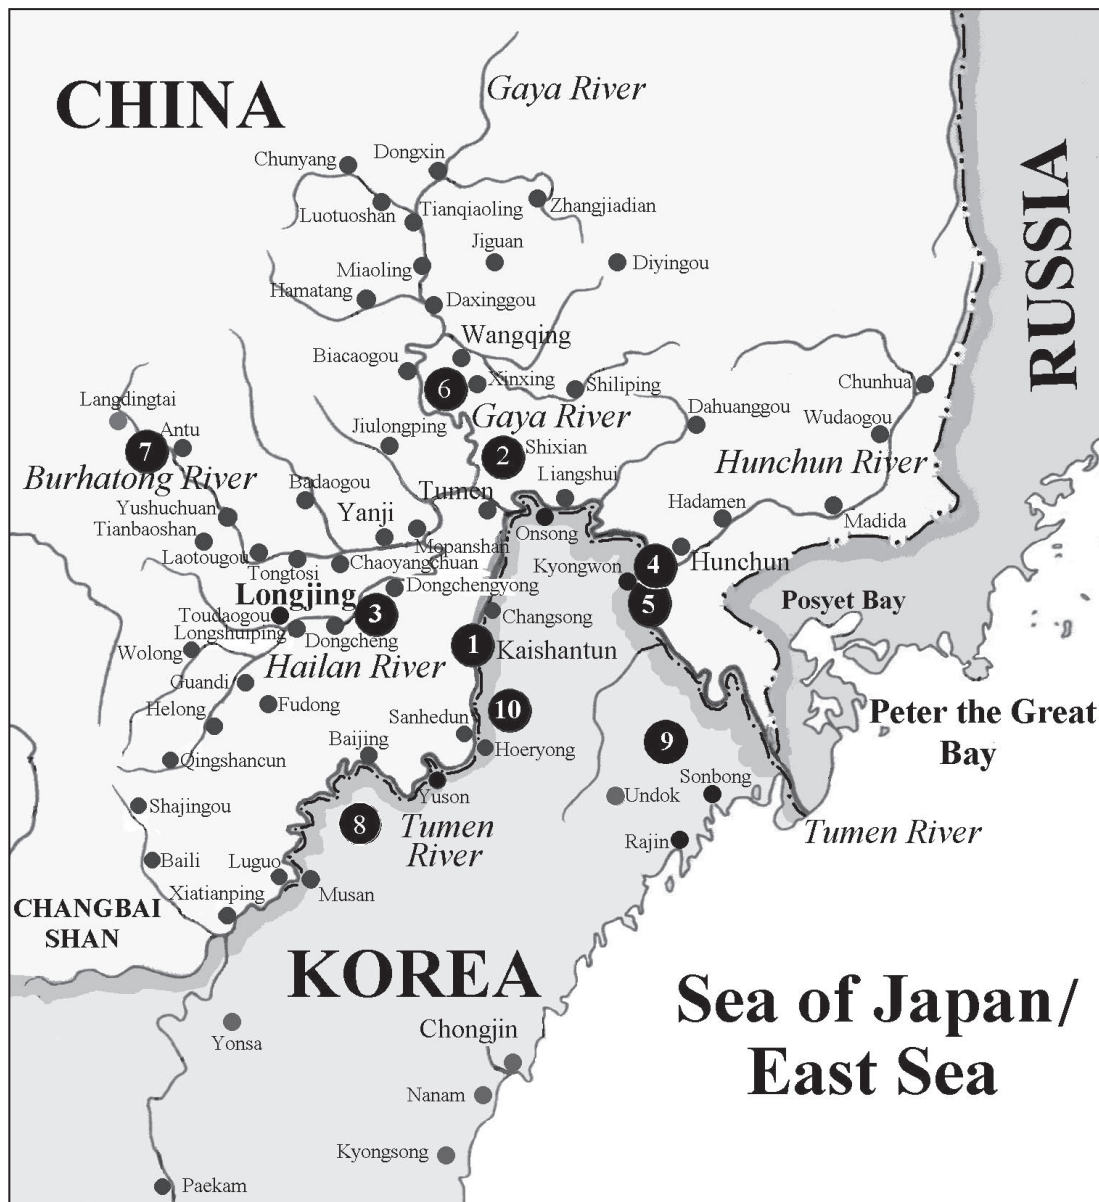 CHINA
Gaya River
RUSSIA
Chunyang
Dongxin
Luotuoshan
Tianqiaoling
Zhangjiadian
Jiguan
Miaoling
Diyingou
Hamatang
Daxinggou
Wangqing
Biacaogou
6
Xinxing
Shiliping
Chunhua
Langdingtai
Gaya River
Dahuanggou
Wudaogou
Antu
7
Jiulongping
2
Shixian
Burhatong River
Liangshui
Hunchun River
Badaogou
Tumen
Yushuchuan
Yanji
Hadamen
Madida
Tianbaoshan
Onsong
Laotougou
Mopanshan
Tongtosi
Chaoyangchuan
Kyongwon
4
Hunchun
Longjing
Dongchengyong
5
Posyet Bay
Toudaogou
3
Changsong
Longshuiping
Dongcheng
1
Kaishantun
Wolong
Hailan River
Guandi
Helong
Fudong
Sanhedun
10
Peter the Great
Bay
Baijing
Hoeryong
9
Qingshancun
Sonbong
Yuson
Undok
Shajingou
8
Tumen
River
Tumen River
Rajin
Baili
Luguo
Xiatianping
Musan
CHANGBAI
SHAN
KOREA
Sea of Japan/
East Sea
Yonsa
Chongjin
Nanam
Kyongsong
Paekam